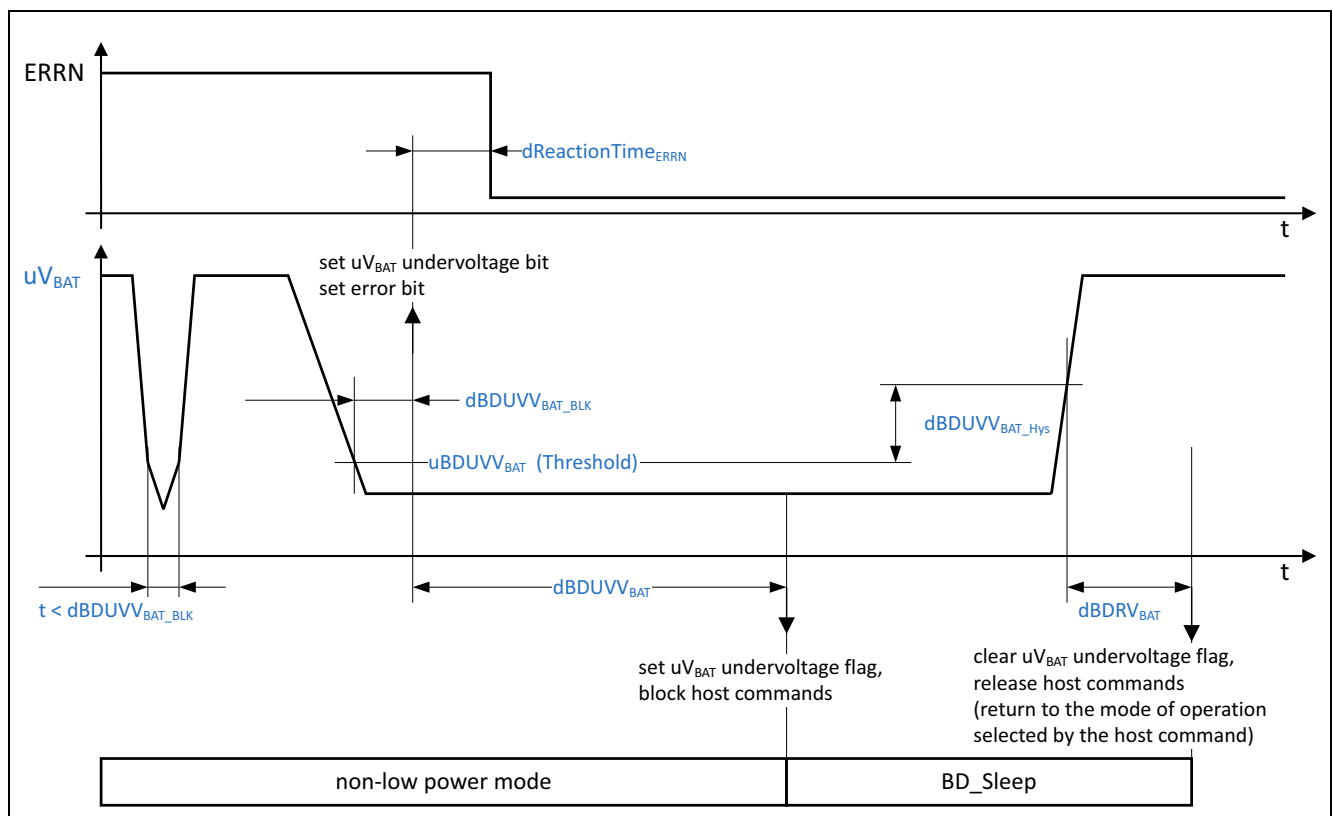 ERRN
dReactionTimeERRN
t
uVBAT
set uVBAT undervoltage bit
set error bit
dBDUVVBAT_BLK
dBDUVVBAT_Hys
uBDUVVBAT (Threshold)
t
t < dBDUVVBAT_BLK
dBDUVVBAT
dBDRVBAT
set uVBAT undervoltage flag,
block host commands
clear uVBAT undervoltage flag,
release host commands
(return to the mode of operation
selected by the host command)
non-low power mode
BD_Sleep